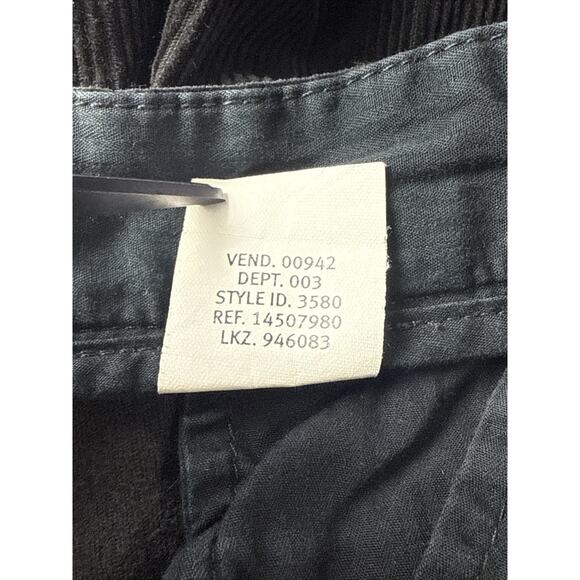 VEND. 00942
DEPT. 003
STYLE ID. 3580
REF. 14507980
LKZ. 946083